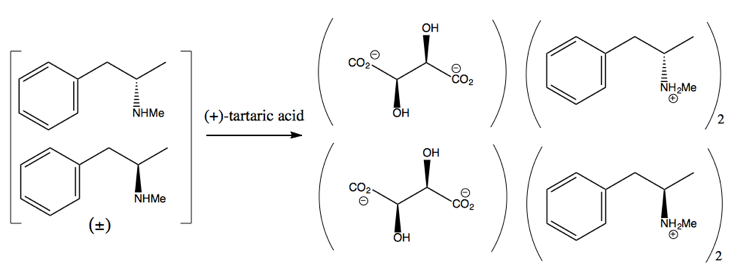 OH
CO2 ⊖
⊖
CO2
OH
NH2Me
⊕
2
NHMe
(+)-tartaric acid
NHMe
(±)
OH
CO2
⊖
⊖
CO2
OH
NH2Me
⊕
2